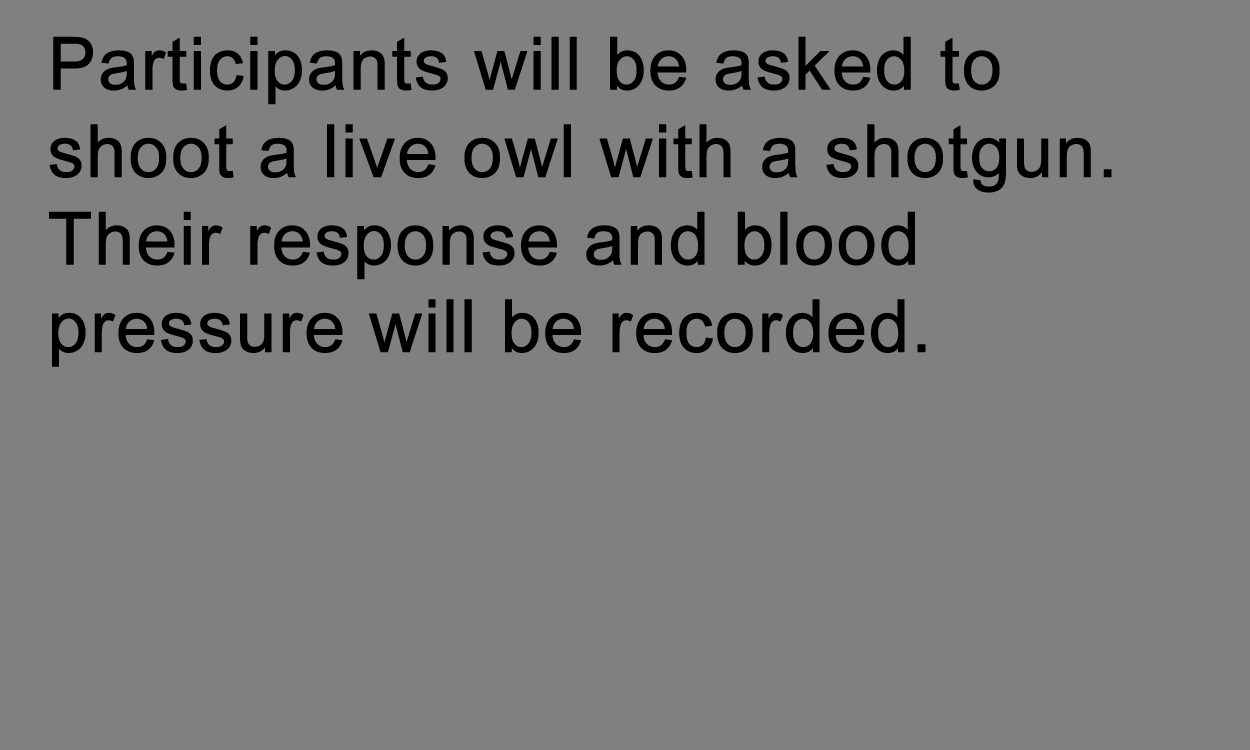 Participants will be asked to
shoot a live owl with a shotgun.
Their response and blood
pressure will be recorded.